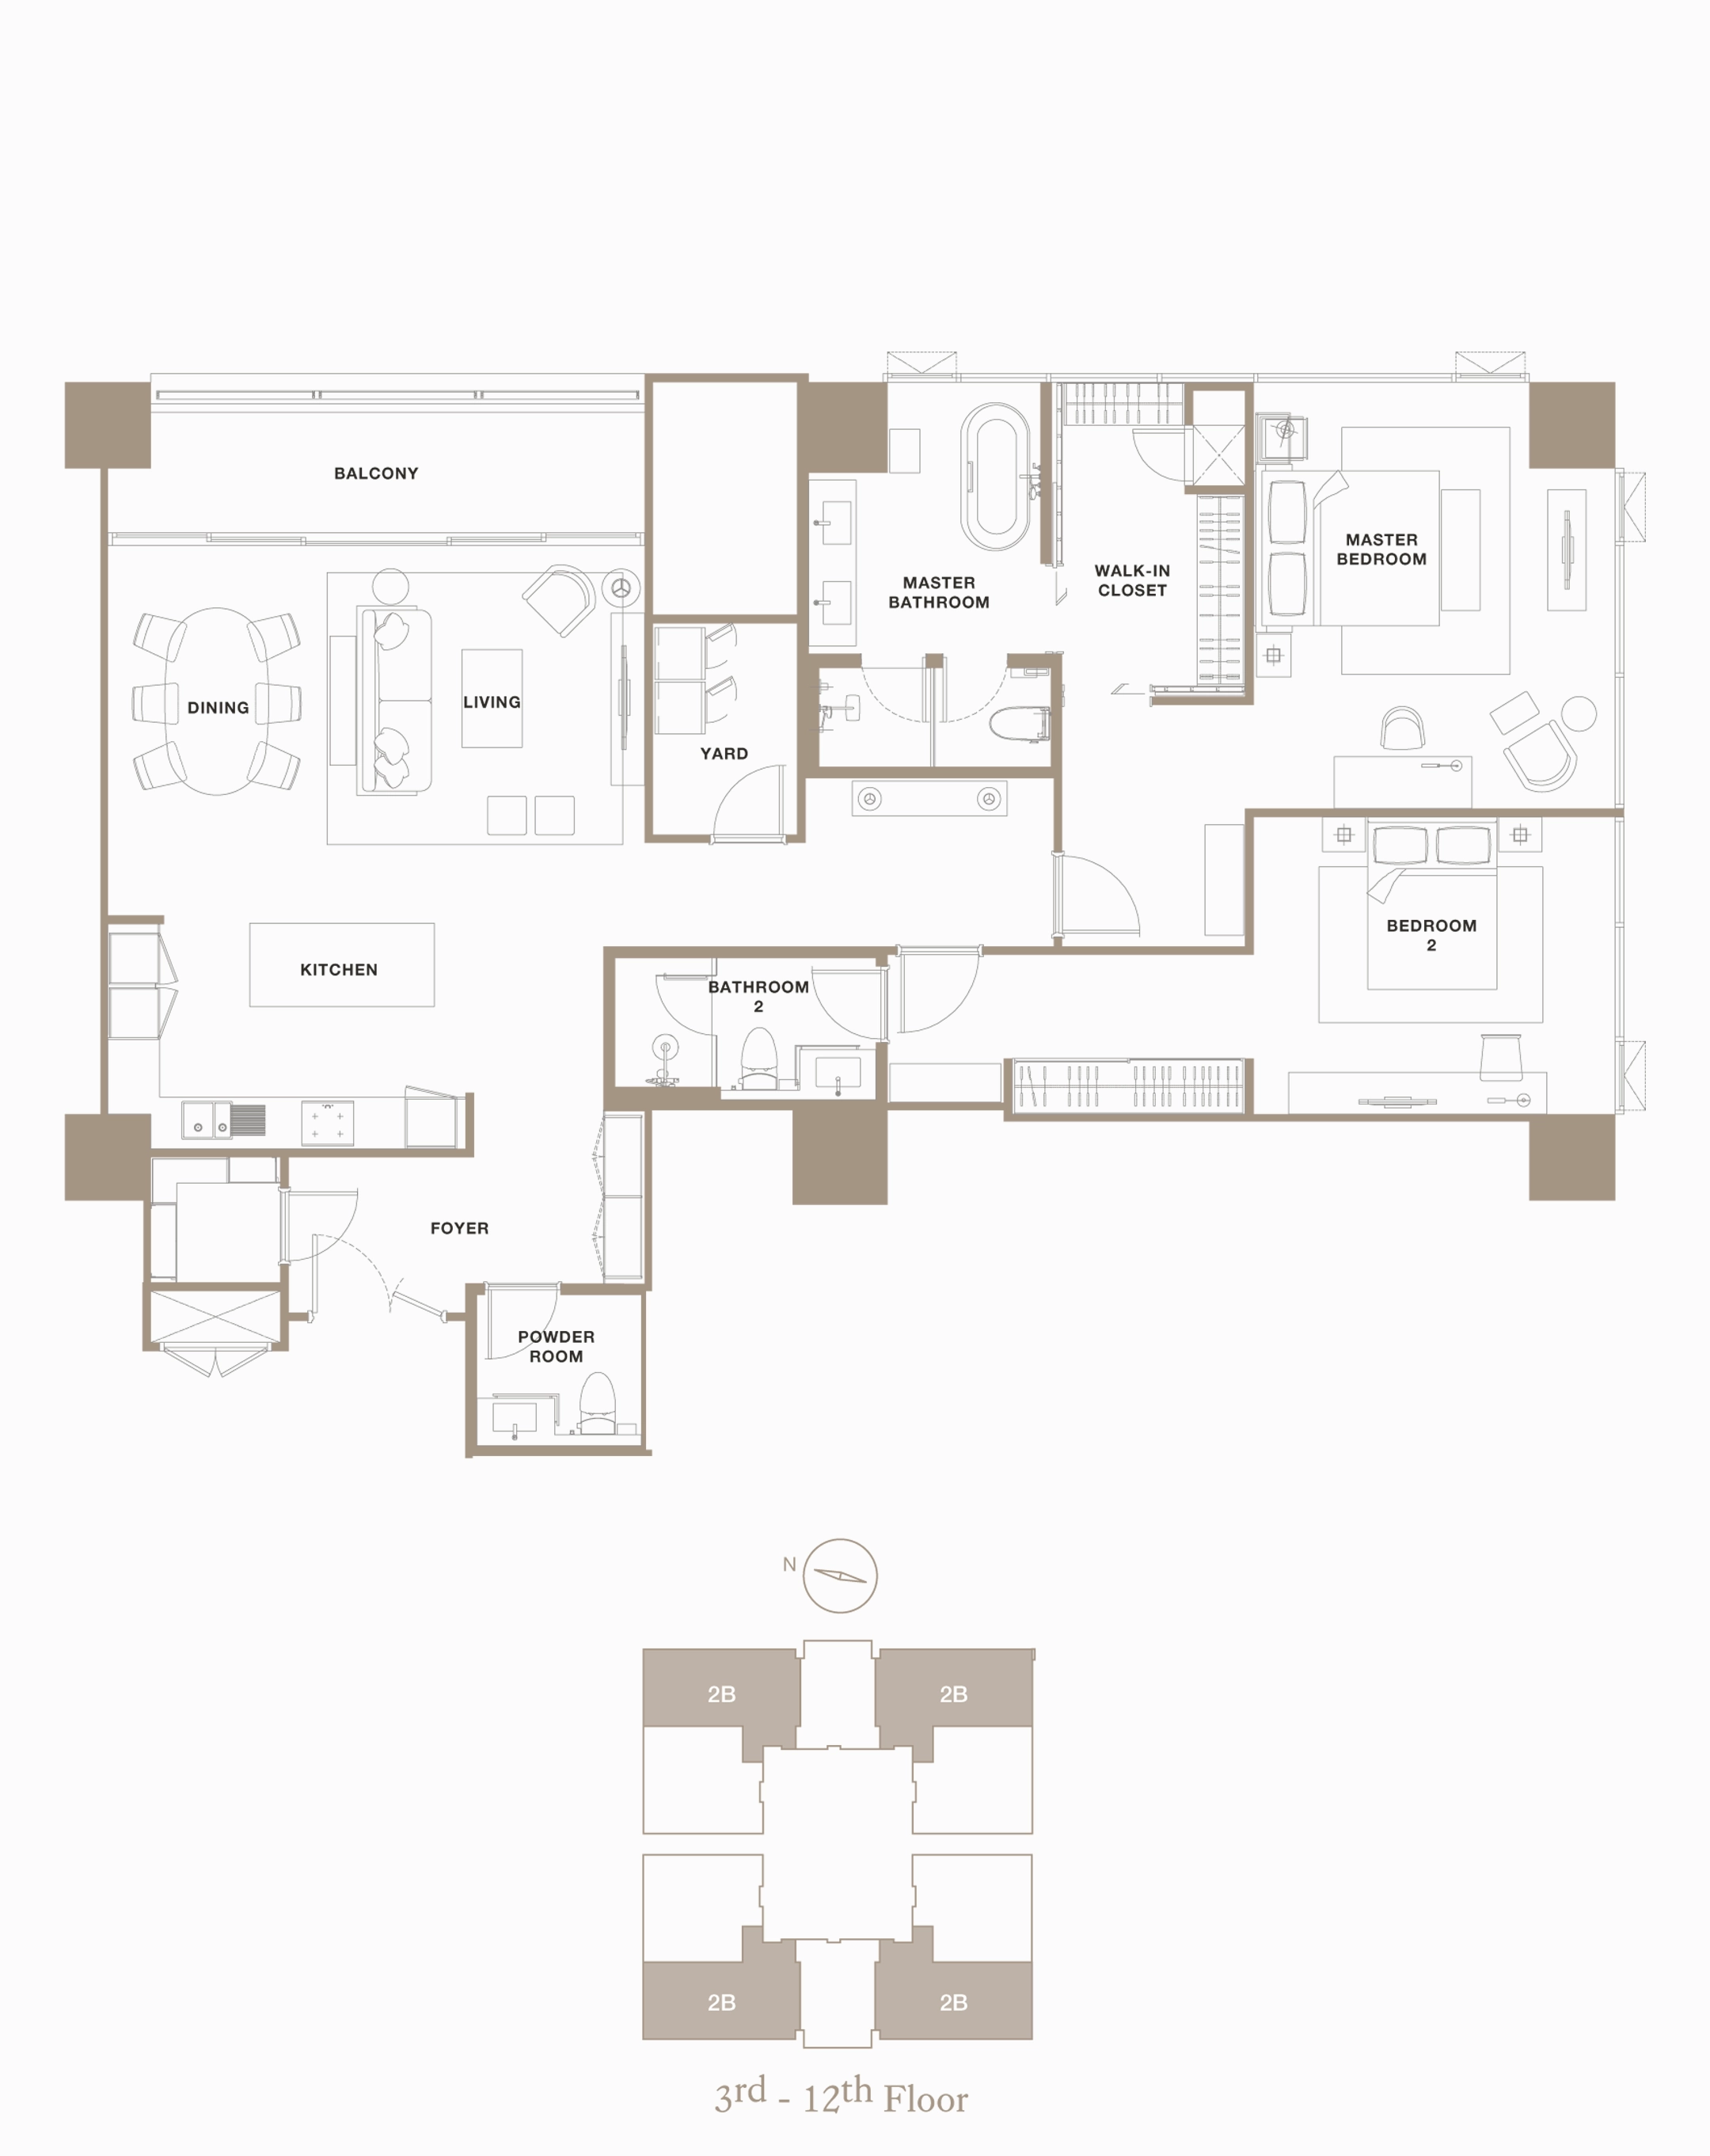 BALCONY
MASTER
BEDROOM
WALK-IN
CLOSET
MASTER
BATHROOM
DINING
LIVING
YARD
BEDROOM
2
KITCHEN
BATHROOM
2
FOYER
POWDER
ROOM
N
2B
2B
2B
2B
3rd - 12th Floor